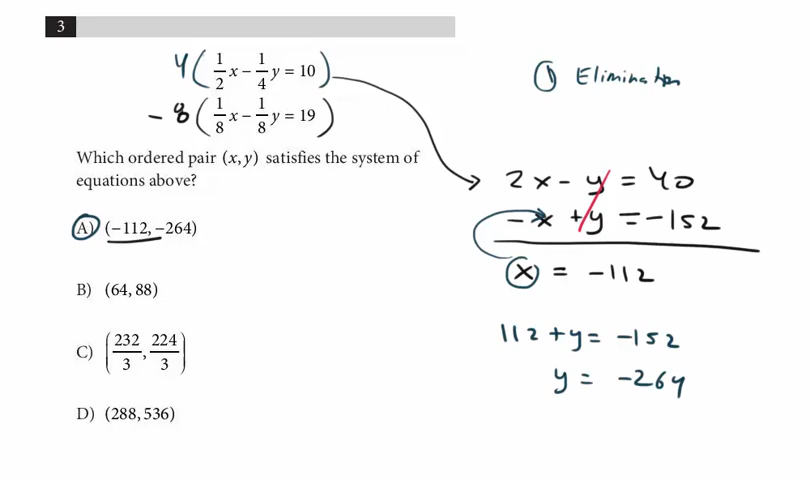 3
4(1/2x − 1/4y = 10)
① Elimination
−8(1/8x − 1/8y = 19)
Which ordered pair (x, y) satisfies the system of
equations above?
2x − y = 40
A) (−112, −264)
−x + y = −152
x = −112
B) (64, 88)
112 + y = −152
C) (232/3, 224/3)
y = −264
D) (288, 536)